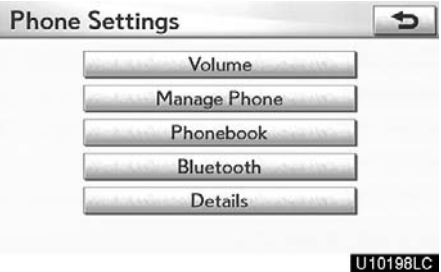 Phone Settings
Volume
Manage Phone
Phonebook
Bluetooth
Details
U10198LC